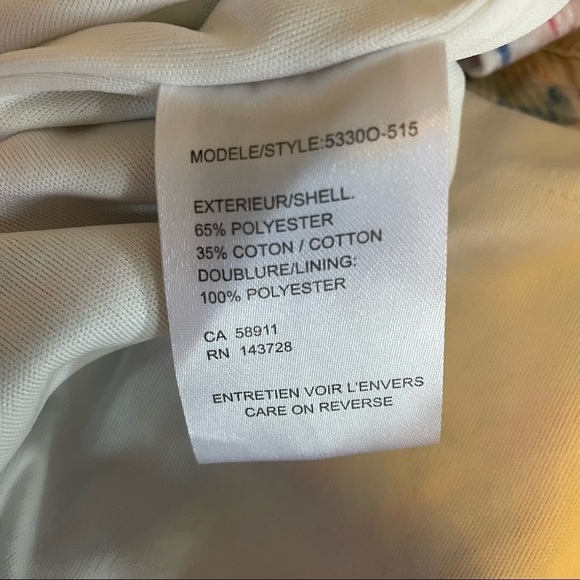 MODELE/STYLE:5330O-515
EXTERIEUR/SHELL.
65% POLYESTER
35% COTON / COTTON
DOUBLURE/LINING:
100% POLYESTER
CA 58911
RN 143728
ENTRETIEN VOIR L'ENVERS
CARE ON REVERSE